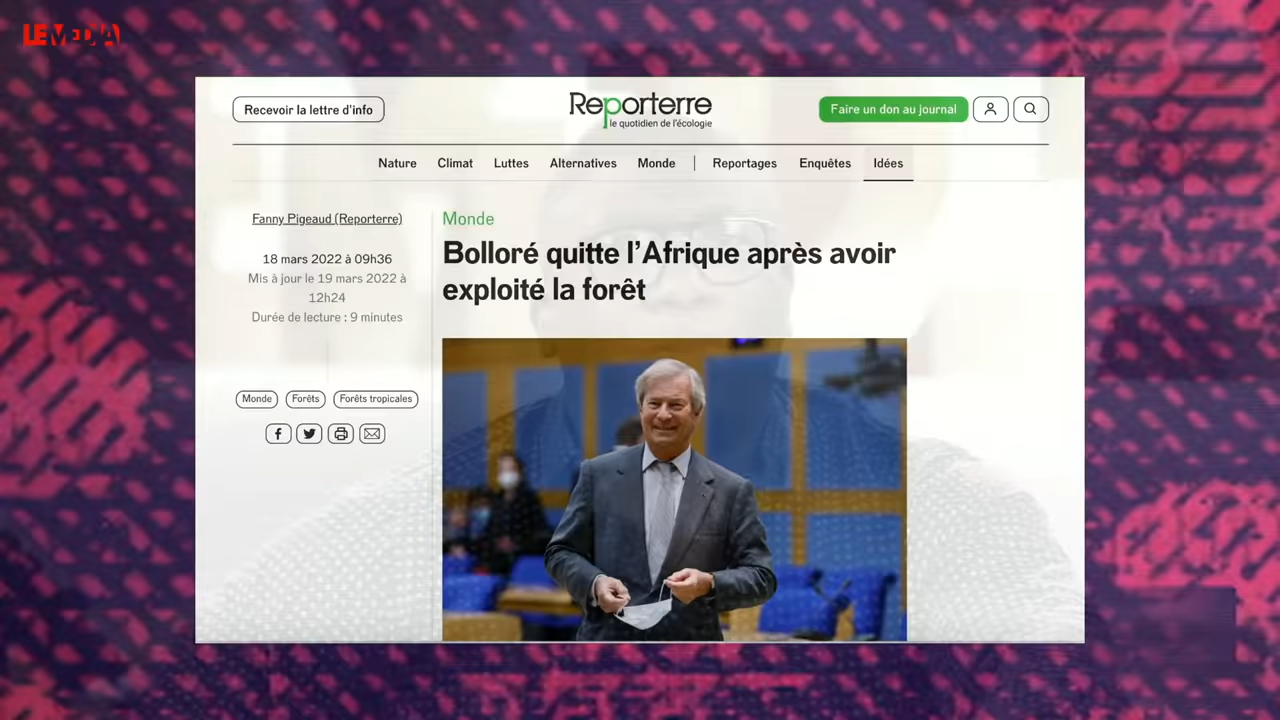 LEMEDIA
Recevoir la lettre d'info
Reporterre
le quotidien de l'écologie
Faire un don au journal
Nature Climat Luttes Alternatives Monde | Reportages Enquêtes Idées
Fanny Pigeaud (Reporterre)
18 mars 2022 à 09h36
Mis à jour le 19 mars 2022 à
12h24
Durée de lecture : 9 minutes
Monde Forêts Forêts tropicales
Monde
Bolloré quitte l'Afrique après avoir
exploité la forêt